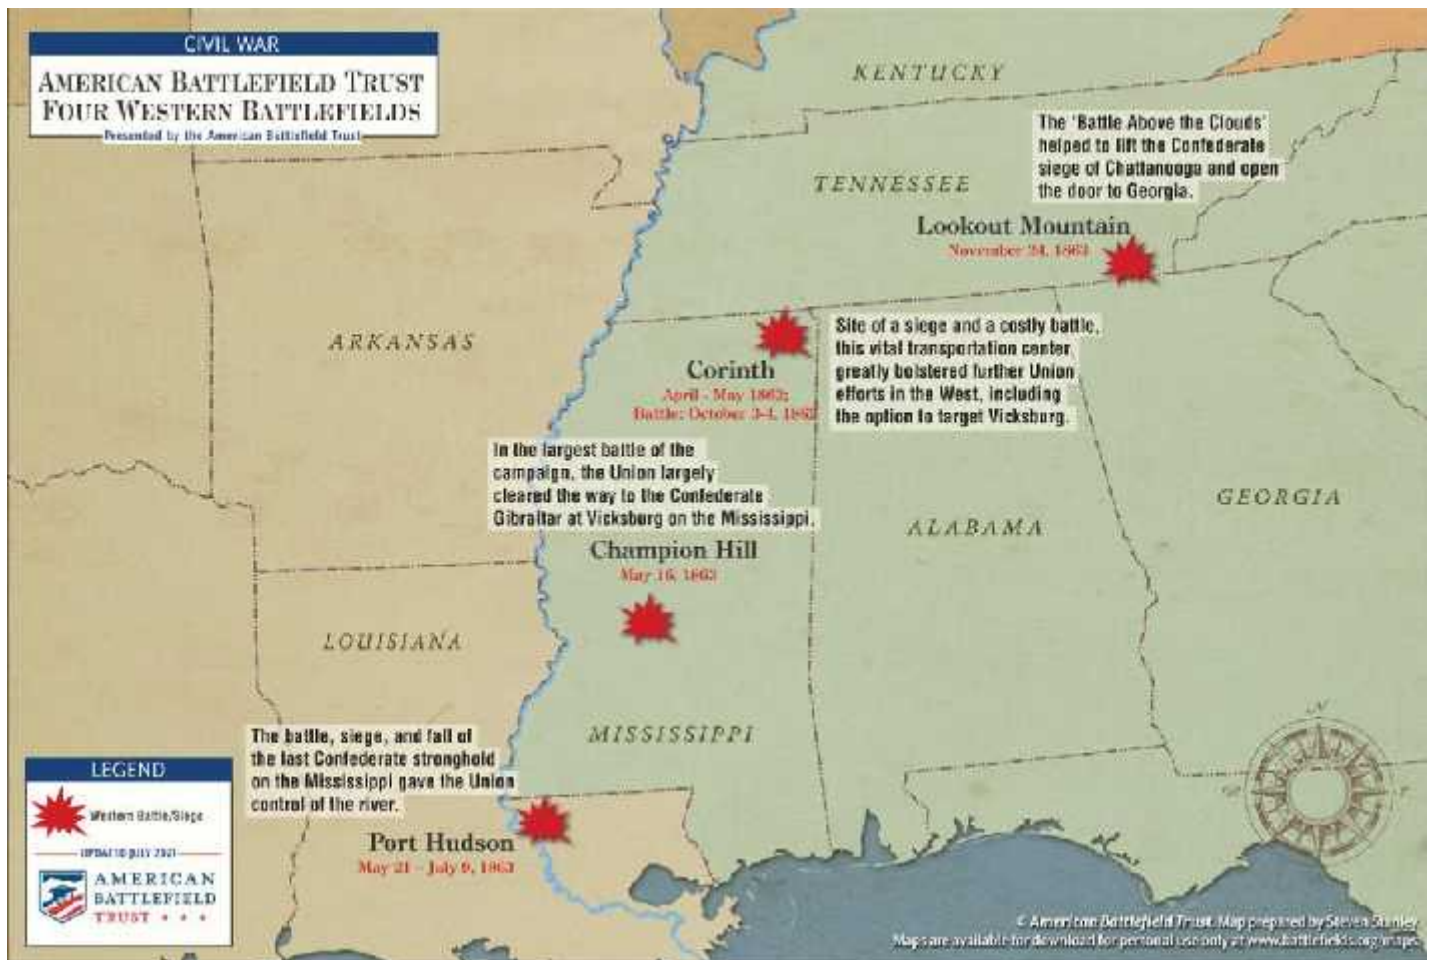 CIVIL WAR
AMERICAN BATTLEFIELD TRUST
FOUR WESTERN BATTLEFIELDS
Presented by the American Battlefield Trust
KENTUCKY
The 'Battle Above the Clouds'
helped to lift the Confederate
siege of Chattanooga and open
the door to Georgia.
TENNESSEE
Lookout Mountain
November 24, 1863
ARKANSAS
Site of a siege and a costly battle,
this vital transportation center
greatly bolstered further Union
efforts in the West, including
the option to target Vicksburg.
Corinth
April - May 1862;
Battle: October 3-4, 1862
In the largest battle of the
campaign, the Union largely
cleared the way to the Confederate
Gibraltar at Vicksburg on the Mississippi.
GEORGIA
ALABAMA
Champion Hill
May 16, 1863
LOUISIANA
MISSISSIPPI
The battle, siege, and fall of
the last Confederate stronghold
on the Mississippi gave the Union
control of the river.
Port Hudson
May 21 - July 9, 1863
LEGEND
Western Battle/Siege
UPDATED JULY 2021
AMERICAN
BATTLEFIELD
TRUST
N
© American Battlefield Trust. Map prepared by Steven Stanley
Maps are available for download for personal use only at www.battlefields.org/maps